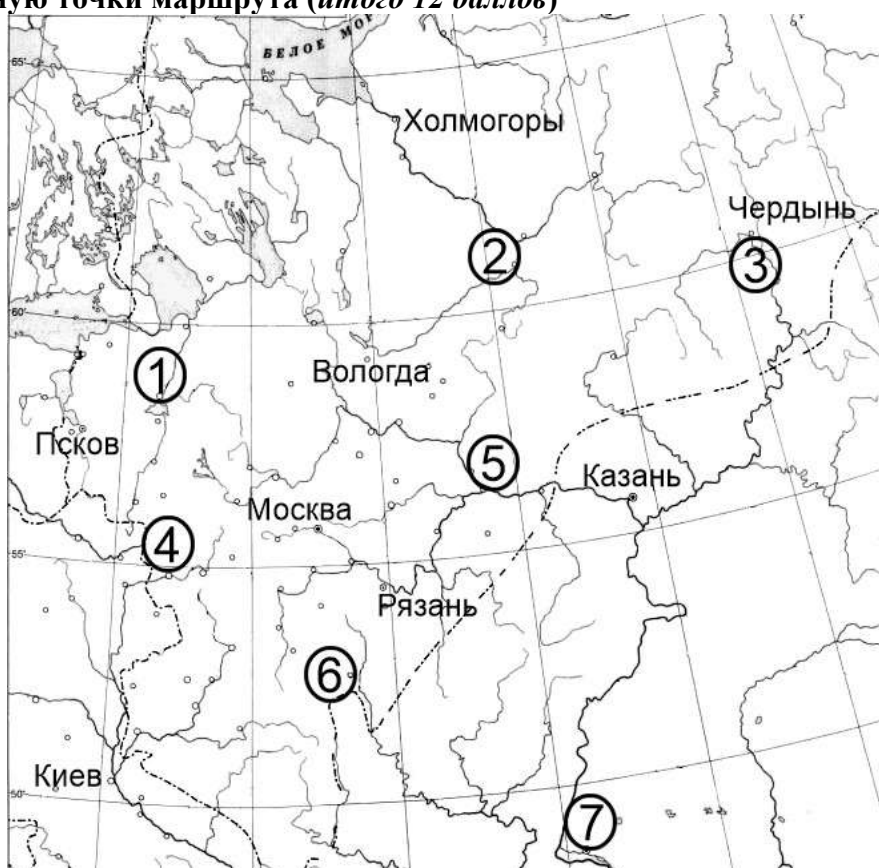 ную точки маршрута (итого 12 баллов)
БЕЛОЕ МОР
65°
Холмогоры
Чердынь
2
3
60°
1
Вологда
Псков
5
Казань
Москва
4
55°
Рязань
6
Киев
50°
7